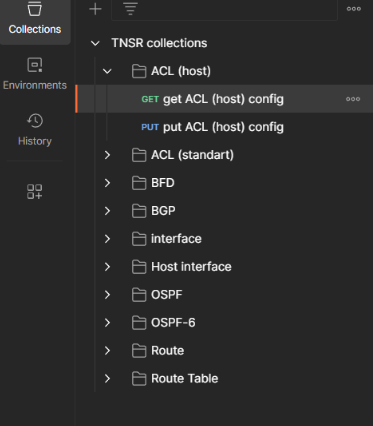 Collections
Environments
History
TNSR collections
ACL (host)
GET get ACL (host) config
PUT put ACL (host) config
ACL (standart)
BFD
BGP
interface
Host interface
OSPF
OSPF-6
Route
Route Table